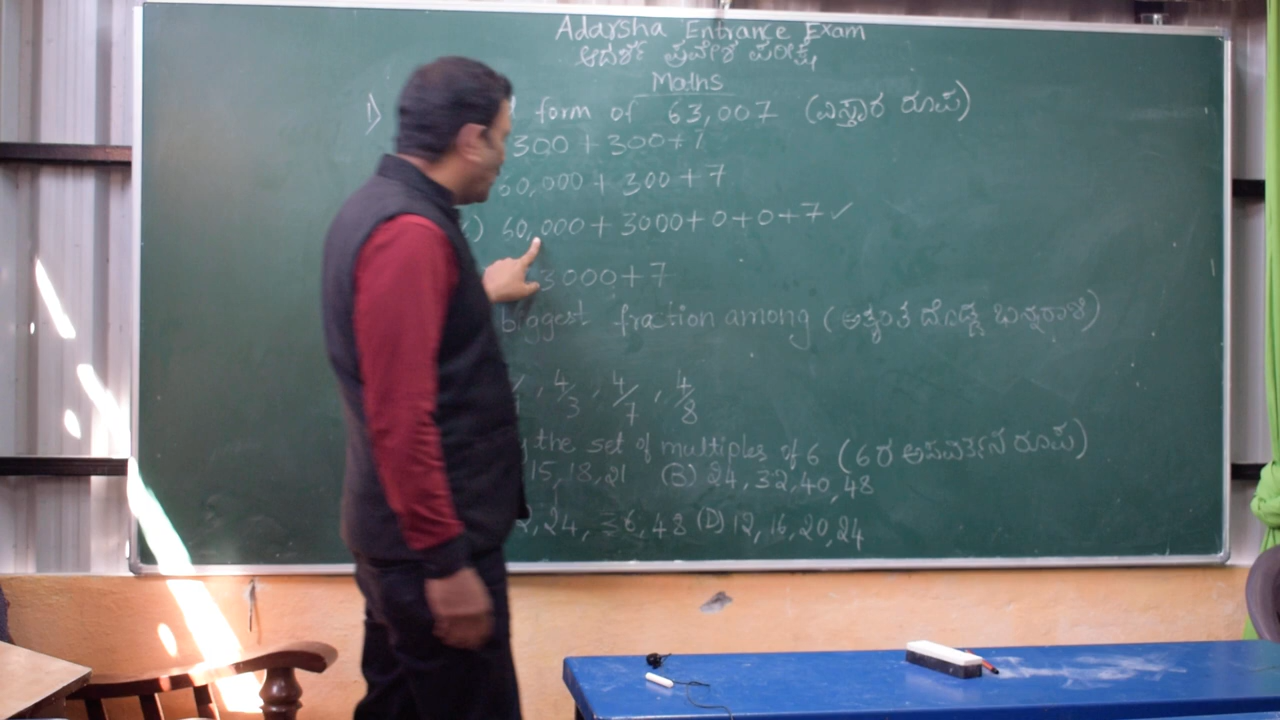 Adarsha Entrance Exam
ಆದರ್ಶ ಪ್ರವೇಶ ಪರೀಕ್ಷೆ
Maths
1) form of 63,007 (ವಿಸ್ತಾರ ರೂಪ)
300 + 300 + 7
60,000 + 300 + 7
) 60,000 + 3000 + 0 + 0 + 7 ✓
3000 + 7
biggest fraction among (ಅತ್ಯಂತ ದೊಡ್ಡ ಭಿನ್ನರಾಶಿ)
, 4/3 , 4/7 , 4/8
the set of multiples of 6 (6ರ ಅಪವರ್ತನ ರೂಪ)
15, 18, 21 (B) 24, 32, 40, 48
24, 36, 48 (D) 12, 16, 20, 24